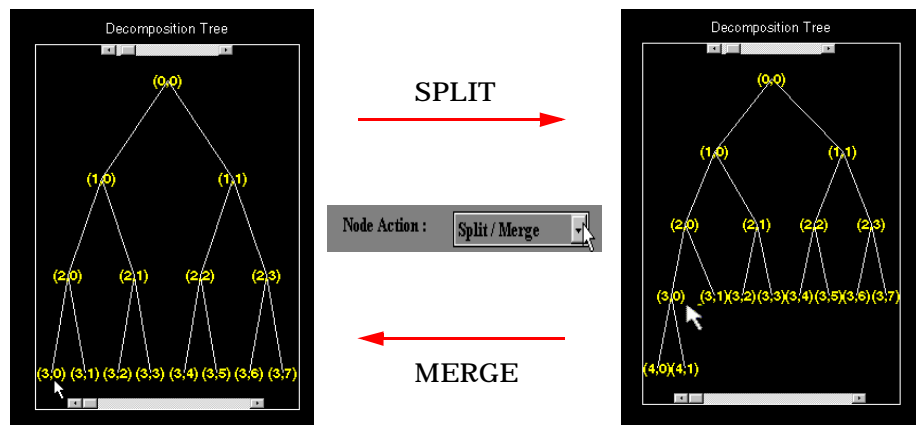 Decomposition Tree
(0,0)
(1,0) (1,1)
(2,0) (2,1) (2,2) (2,3)
(3,0) (3,1) (3,2) (3,3) (3,4) (3,5) (3,6) (3,7)
SPLIT
Node Action : Split / Merge
MERGE
Decomposition Tree
(0,0)
(1,0) (1,1)
(2,0) (2,1) (2,2) (2,3)
(3,0) (3,1)(3,2)(3,3)(3,4)(3,5)(3,6)(3,7)
(4,0)(4,1)